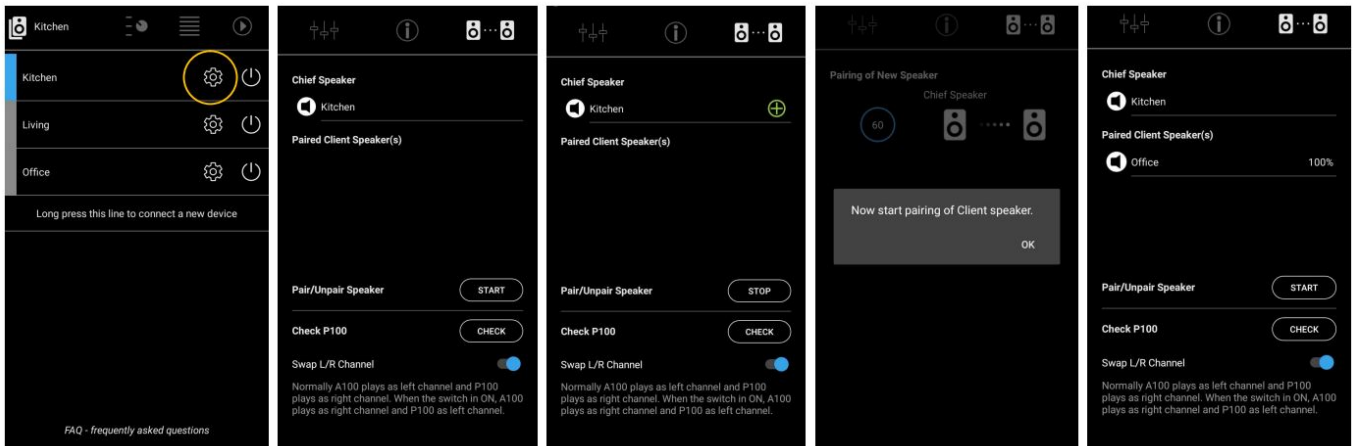 Kitchen
Kitchen
Living
Office
Long press this line to connect a new device
FAQ - frequently asked questions
Chief Speaker
Kitchen
Paired Client Speaker(s)
Pair/Unpair Speaker
START
Check P100
CHECK
Swap L/R Channel
Normally A100 plays as left channel and P100
plays as right channel. When the switch in ON, A100
plays as right channel and P100 as left channel.
Chief Speaker
Kitchen
Paired Client Speaker(s)
Pair/Unpair Speaker
STOP
Check P100
CHECK
Swap L/R Channel
Normally A100 plays as left channel and P100
plays as right channel. When the switch in ON, A100
plays as right channel and P100 as left channel.
Pairing of New Speaker
Chief Speaker
60
Now start pairing of Client speaker.
OK
Chief Speaker
Kitchen
Paired Client Speaker(s)
Office 100%
Pair/Unpair Speaker
START
Check P100
CHECK
Swap L/R Channel
Normally A100 plays as left channel and P100
plays as right channel. When the switch in ON, A100
plays as right channel and P100 as left channel.